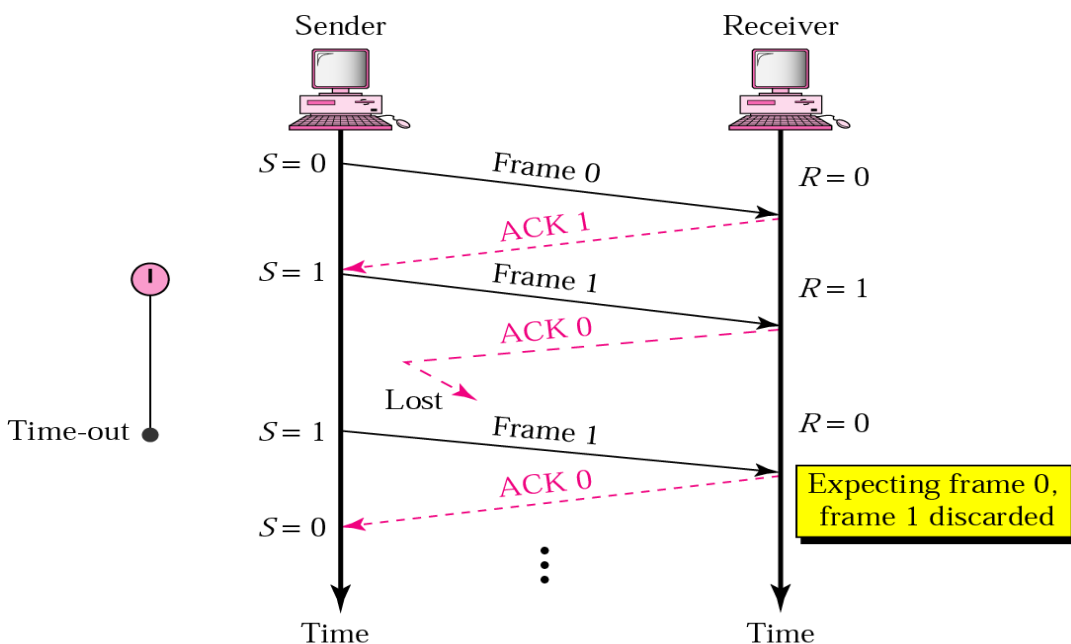 Sender
Receiver
S = 0
Frame 0
R = 0
ACK 1
S = 1
Frame 1
R = 1
ACK 0
Lost
Time-out
S = 1
Frame 1
R = 0
ACK 0
Expecting frame 0,
frame 1 discarded
S = 0
Time
Time